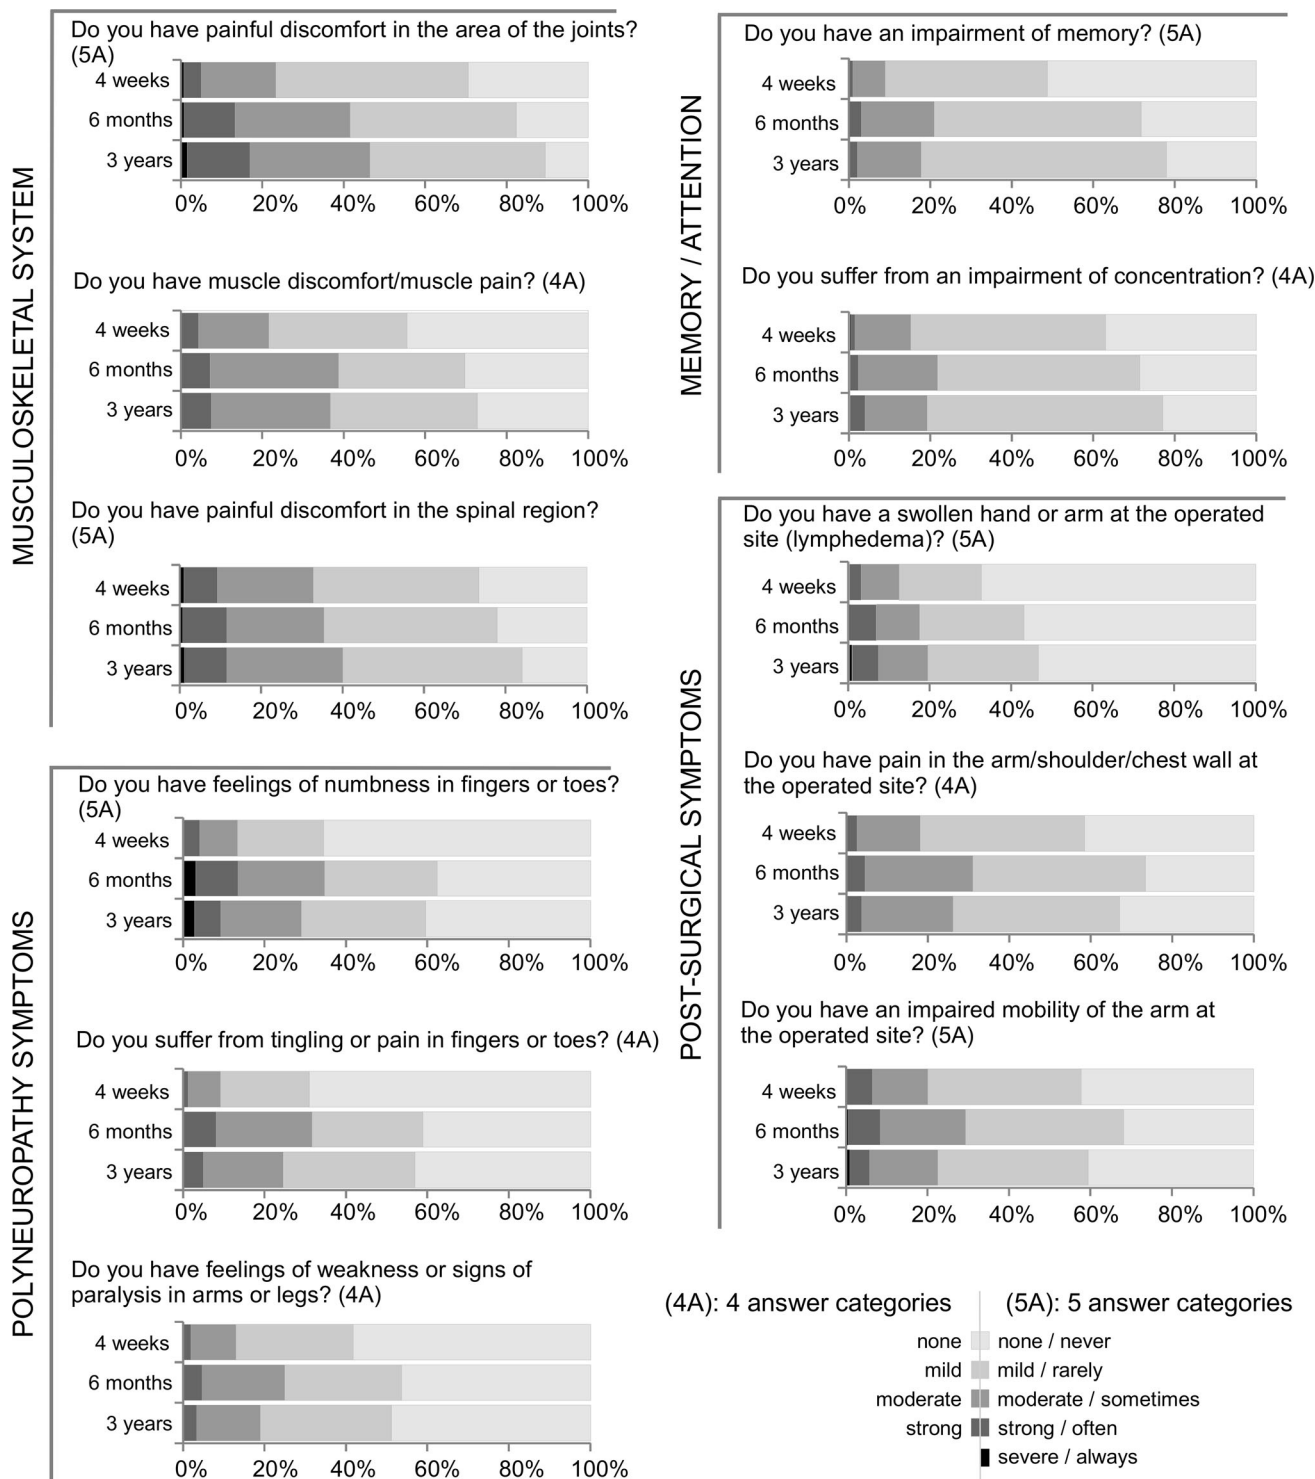 MUSCULOSKELETAL SYSTEM
Do you have painful discomfort in the area of the joints?
(5A)
4 weeks
6 months
3 years
0% 20% 40% 60% 80% 100%
Do you have muscle discomfort/muscle pain? (4A)
4 weeks
6 months
3 years
0% 20% 40% 60% 80% 100%
Do you have painful discomfort in the spinal region?
(5A)
4 weeks
6 months
3 years
0% 20% 40% 60% 80% 100%
POLYNEUROPATHY SYMPTOMS
Do you have feelings of numbness in fingers or toes?
(5A)
4 weeks
6 months
3 years
0% 20% 40% 60% 80% 100%
Do you suffer from tingling or pain in fingers or toes? (4A)
4 weeks
6 months
3 years
0% 20% 40% 60% 80% 100%
Do you have feelings of weakness or signs of
paralysis in arms or legs? (4A)
4 weeks
6 months
3 years
0% 20% 40% 60% 80% 100%
MEMORY / ATTENTION
Do you have an impairment of memory? (5A)
4 weeks
6 months
3 years
0% 20% 40% 60% 80% 100%
Do you suffer from an impairment of concentration? (4A)
4 weeks
6 months
3 years
0% 20% 40% 60% 80% 100%
POST-SURGICAL SYMPTOMS
Do you have a swollen hand or arm at the operated
site (lymphedema)? (5A)
4 weeks
6 months
3 years
0% 20% 40% 60% 80% 100%
Do you have pain in the arm/shoulder/chest wall at
the operated site? (4A)
4 weeks
6 months
3 years
0% 20% 40% 60% 80% 100%
Do you have an impaired mobility of the arm at
the operated site? (5A)
4 weeks
6 months
3 years
0% 20% 40% 60% 80% 100%
(4A): 4 answer categories (5A): 5 answer categories
none none / never
mild mild / rarely
moderate moderate / sometimes
strong strong / often
severe / always